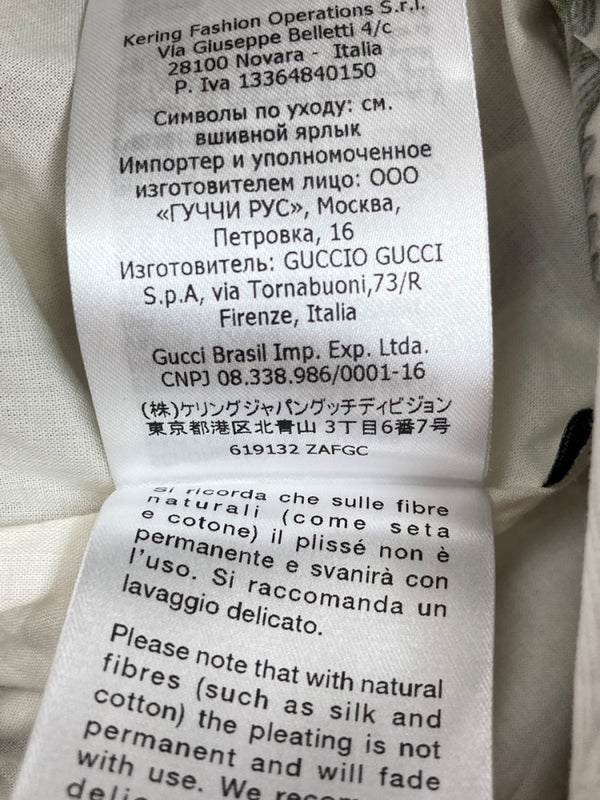 Kering Fashion Operations S.r.l.
Via Giuseppe Belletti 4/c
28100 Novara - Italia
P. Iva 13364840150
Символы по уходу: см.
вшивной ярлык
Импортер и уполномоченное
изготовителем лицо: ООО
«ГУЧЧИ РУС», Москва,
Петровка, 16
Изготовитель: GUCCIO GUCCI
S.p.A, via Tornabuoni,73/R
Firenze, Italia
Gucci Brasil Imp. Exp. Ltda.
CNPJ 08.338.986/0001-16
(株)ケリングジャパングッチディビジョン
東京都港区北青山 3丁目6番7号
619132 ZAFGC
Si ricorda che sulle fibre
naturali (come seta
e cotone) il plissé non è
permanente e svanirà con
l'uso. Si raccomanda un
lavaggio delicato.
Please note that with natural
fibres (such as silk and
cotton) the pleating is not
permanent and will fade
with use. We